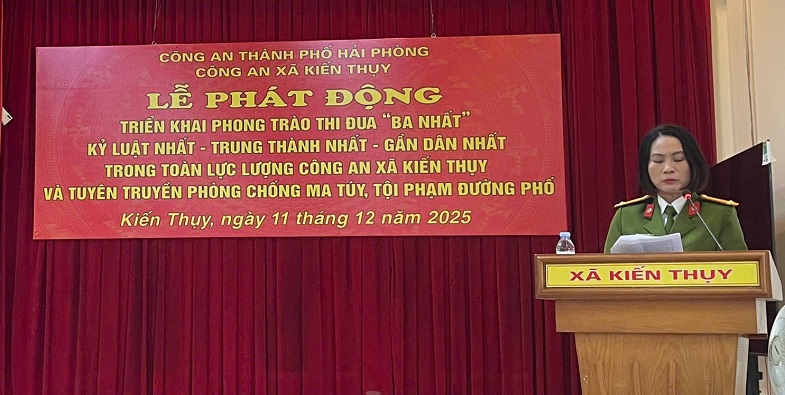 CÔNG AN THÀNH PHỐ HẢI PHÒNG
CÔNG AN XÃ KIẾN THỤY
LỄ PHÁT ĐỘNG
TRIỂN KHAI PHONG TRÀO THI ĐUA “BA NHẤT”
KỶ LUẬT NHẤT - TRUNG THÀNH NHẤT - GẦN DÂN NHẤT
TRONG TOÀN LỰC LƯỢNG CÔNG AN XÃ KIẾN THỤY
VÀ TUYÊN TRUYỀN PHÒNG CHỐNG MA TÚY, TỘI PHẠM ĐƯỜNG PHỐ
Kiến Thụy, ngày 11 tháng 12 năm 2025
XÃ KIẾN THỤY